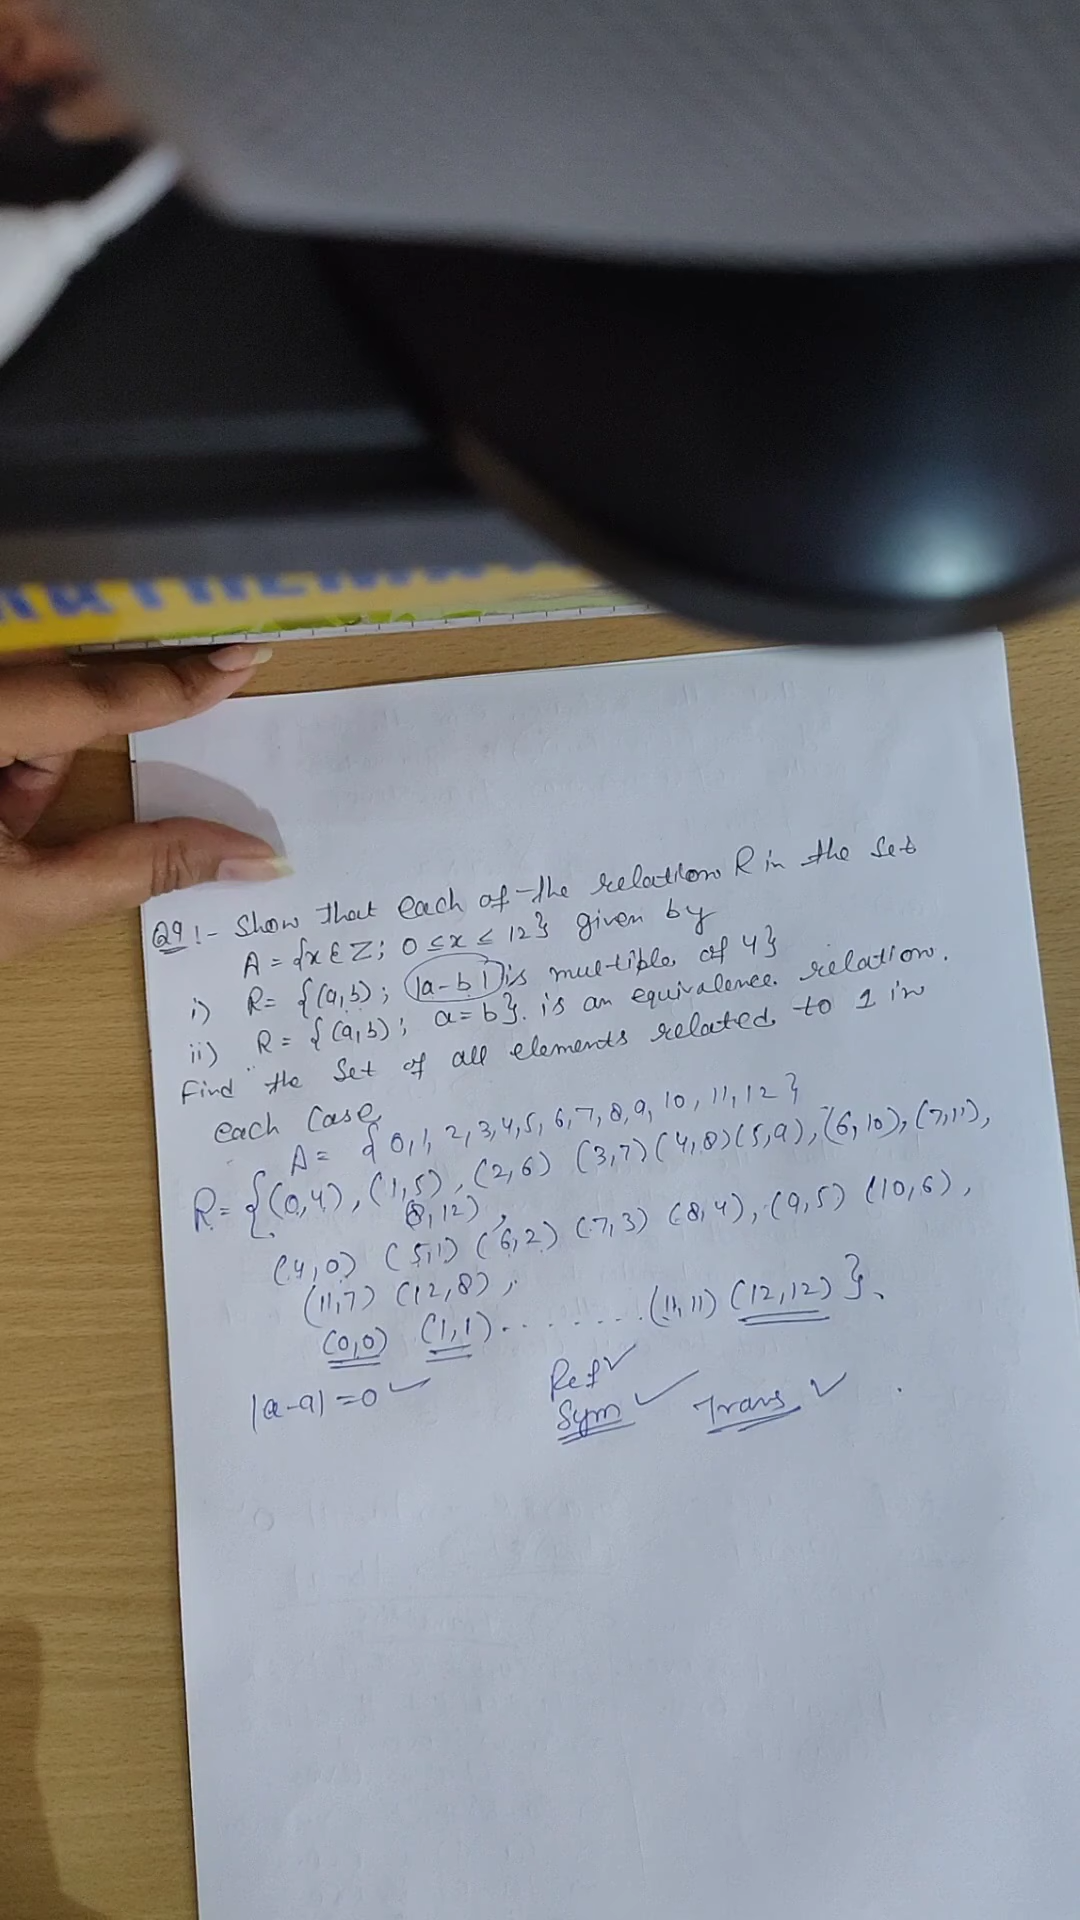 MATHEMA
Q9!- Show that each of the relation R in the set
A = {x ∈ Z; 0 ≤ x ≤ 12} given by
i) R = {(a,b); |a-b| is multible of 4}
ii) R = {(a,b); a=b}. is an equivalence relation.
Find the set of all elements related to 1 in
each case
A = {0,1,2,3,4,5,6,7,8,9,10,11,12}
R = {(0,4), (1,5), (2,6) (3,7) (4,8) (5,9), (6,10), (7,11),
(8,12),
(4,0) (5,1) (6,2) (7,3) (8,4), (9,5) (10,6),
(11,7) (12,8),
(0,0) (1,1) ........ (11,11) (12,12)}.
|a-a| = 0 ✓ Ref ✓
Sym ✓ Trans ✓